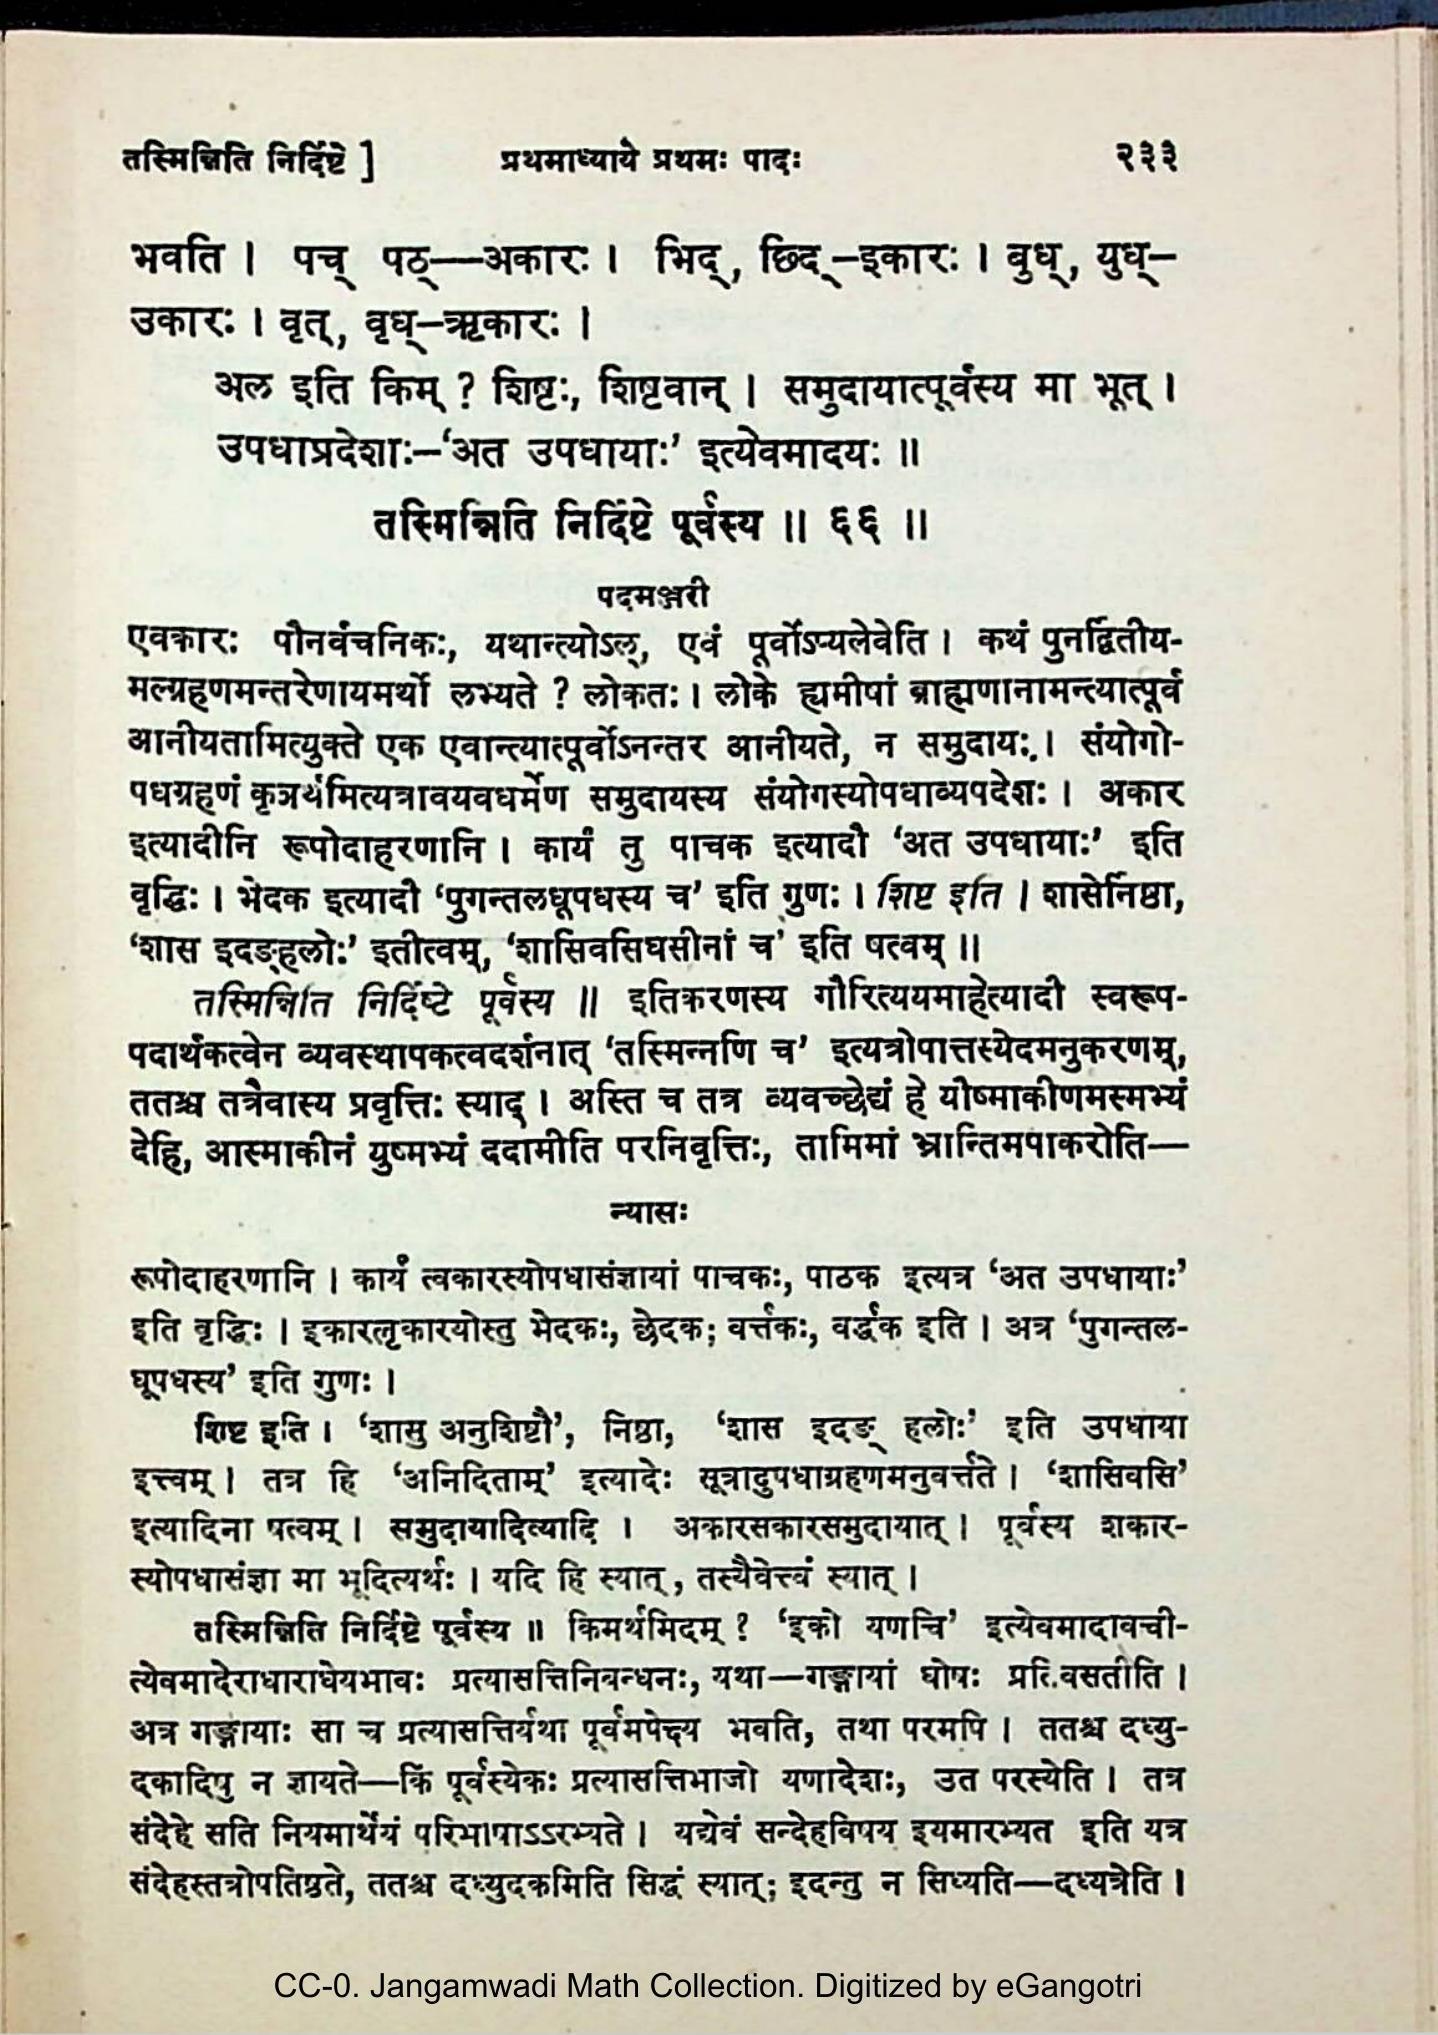 तस्मिन्निति निर्दिष्टे ] प्रथमाध्याये प्रथमः पादः २३३
भवति । पच् पठ्—अकारः । भिद्, छिद्–इकारः । बुध्, युध्–
उकारः । वृत्, वृध्–ऋकारः ।
अल इति किम् ? शिष्टः, शिष्टवान् । समुदायात्पूर्वस्य मा भूत् ।
उपधाप्रदेशाः–‘अत उपधायाः’ इत्येवमादयः ॥
तस्मिन्निति निर्दिष्टे पूर्वस्य ॥ ६६ ॥
पदमञ्जरी
एवकारः पौनर्वचनिकः, यथान्त्योऽल्, एवं पूर्वोऽप्यलेवेति । कथं पुनर्द्वितीय-
मल्ग्रहणमन्तरेणायमर्थो लभ्यते ? लोकतः । लोके ह्यमीषां ब्राह्मणानामन्त्यात्पूर्व
आनीयतामित्युक्ते एक एवान्त्यात्पूर्वोऽनन्तर आनीयते, न समुदायः । संयोगो-
पधग्रहणं कृञर्थमित्यत्रावयवधर्मेण समुदायस्य संयोगस्योपधाव्यपदेशः । अकार
इत्यादीनि रूपोदाहरणानि । कार्यं तु पाचक इत्यादौ ‘अत उपधायाः’ इति
वृद्धिः । भेदक इत्यादौ ‘पुगन्तलघूपधस्य च’ इति गुणः । शिष्ट इति । शासेर्निष्ठा,
‘शास इदङ्हलोः’ इतीत्वम्, ‘शासिवसिघसीनां च’ इति षत्वम् ॥
तस्मिन्निति निर्दिष्टे पूर्वस्य ॥ इतिकरणस्य गौरित्ययमाहेत्यादौ स्वरूप-
पदार्थकत्वेन व्यवस्थापकत्वदर्शनात् ‘तस्मिन्नणि च’ इत्यत्रोपात्तस्येदमनुकरणम्,
ततश्च तत्रैवास्य प्रवृत्तिः स्याद् । अस्ति च तत्र व्यवच्छेद्यं हे यौष्माकीणमस्मभ्यं
देहि, आस्माकीनं युष्मभ्यं ददामीति परनिवृत्तिः, तामिमां भ्रान्तिमपाकरोति—
न्यासः
रूपोदाहरणानि । कार्यं त्वकारस्योपधासंज्ञायां पाचकः, पाठक इत्यत्र ‘अत उपधायाः’
इति वृद्धिः । इकारलृकारयोस्तु भेदकः, छेदक; वर्त्तकः, वर्द्धक इति । अत्र ‘पुगन्तल-
घूपधस्य’ इति गुणः ।
शिष्ट इति । ‘शासु अनुशिष्टौ’, निष्ठा, ‘शास इदङ् हलोः’ इति उपधाया
इत्त्वम् । तत्र हि ‘अनिदिताम्’ इत्यादेः सूत्रादुपधाग्रहणमनुवर्त्तते । ‘शासिवसि’
इत्यादिना षत्वम् । समुदायादित्यादि । अकारसकारसमुदायात् । पूर्वस्य शकार-
स्योपधासंज्ञा मा भूदित्यर्थः । यदि हि स्यात्, तस्यैवेत्त्वं स्यात् ।
तस्मिन्निति निर्दिष्टे पूर्वस्य ॥ किमर्थमिदम् ? ‘इको यणचि’ इत्येवमादावची-
त्येवमादेराधाराधेयभावः प्रत्यासत्तिनिबन्धनः, यथा—गङ्गायां घोषः प्रतिवसतीति ।
अत्र गङ्गायाः सा च प्रत्यासत्तिर्यथा पूर्वमपेक्ष्य भवति, तथा परमपि । ततश्च दध्यु-
दकादिषु न ज्ञायते—किं पूर्वस्येकः प्रत्यासत्तिभाजो यणादेशः, उत परस्येति । तत्र
संदेहे सति नियमार्थेयं परिभाषाऽऽरभ्यते । यद्येवं सन्देहविषय इयमारभ्यत इति यत्र
संदेहस्तत्रोपतिष्ठते, ततश्च दध्युदकमिति सिद्धं स्यात्; इदन्तु न सिध्यति—दध्यत्रेति ।
CC-0. Jangamwadi Math Collection. Digitized by eGangotri